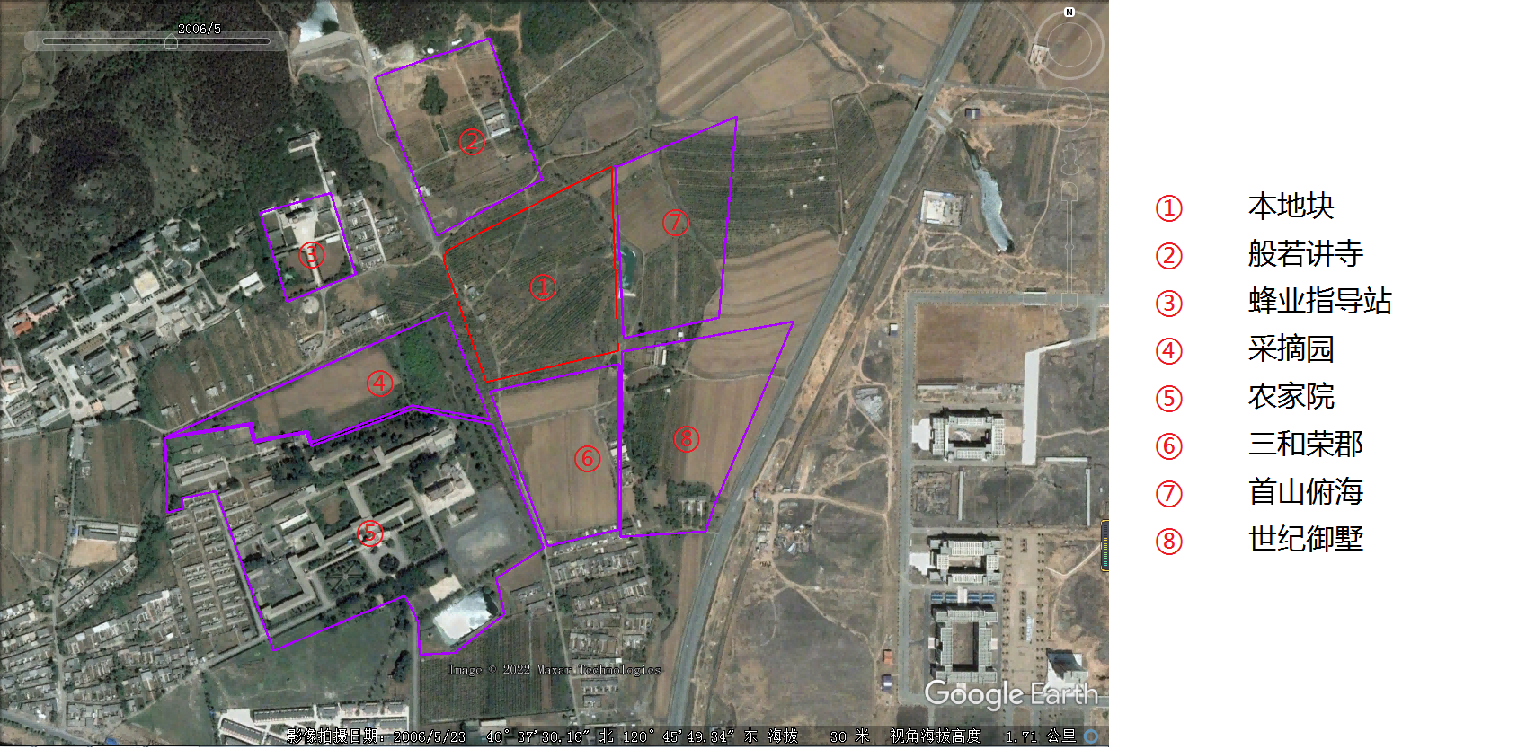 2006/5
N
②
⑦
③
①
④
⑥
⑧
⑤
Image © 2022 Maxar Technologies
Google Earth
影像拍摄日期: 2006/5/23 40° 37'30.16" 北 120° 45'49.34" 东 海拔 30 米 视角海拔高度 1.71 公里
① 本地块
② 般若讲寺
③ 蜂业指导站
④ 采摘园
⑤ 农家院
⑥ 三和荣郡
⑦ 首山俯海
⑧ 世纪御墅